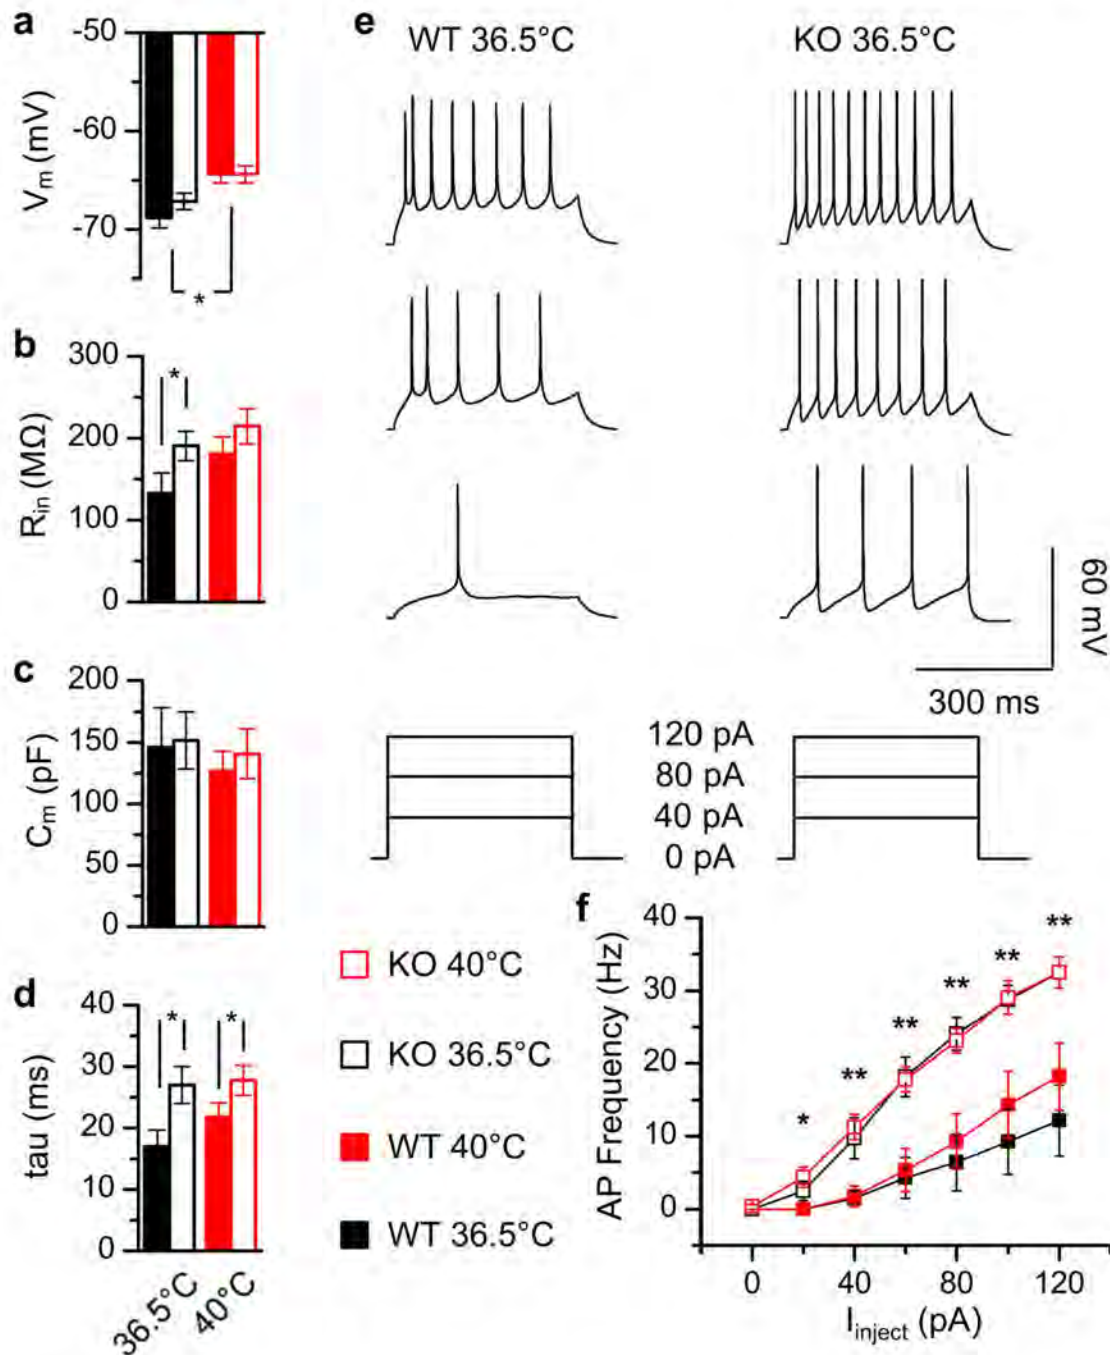 a
-50
-60
-70
Vm (mV)
*
b
300
200
100
0
Rin (MΩ)
*
c
200
150
100
50
0
Cm (pF)
d
40
30
20
10
0
tau (ms)
* *
36.5°C
40°C
e
WT 36.5°C KO 36.5°C
60 mV
300 ms
120 pA
80 pA
40 pA
0 pA
KO 40°C
KO 36.5°C
WT 40°C
WT 36.5°C
f
40
30
20
10
0
AP Frequency (Hz)
* ** ** ** ** **
0 40 80 120
Iinject (pA)